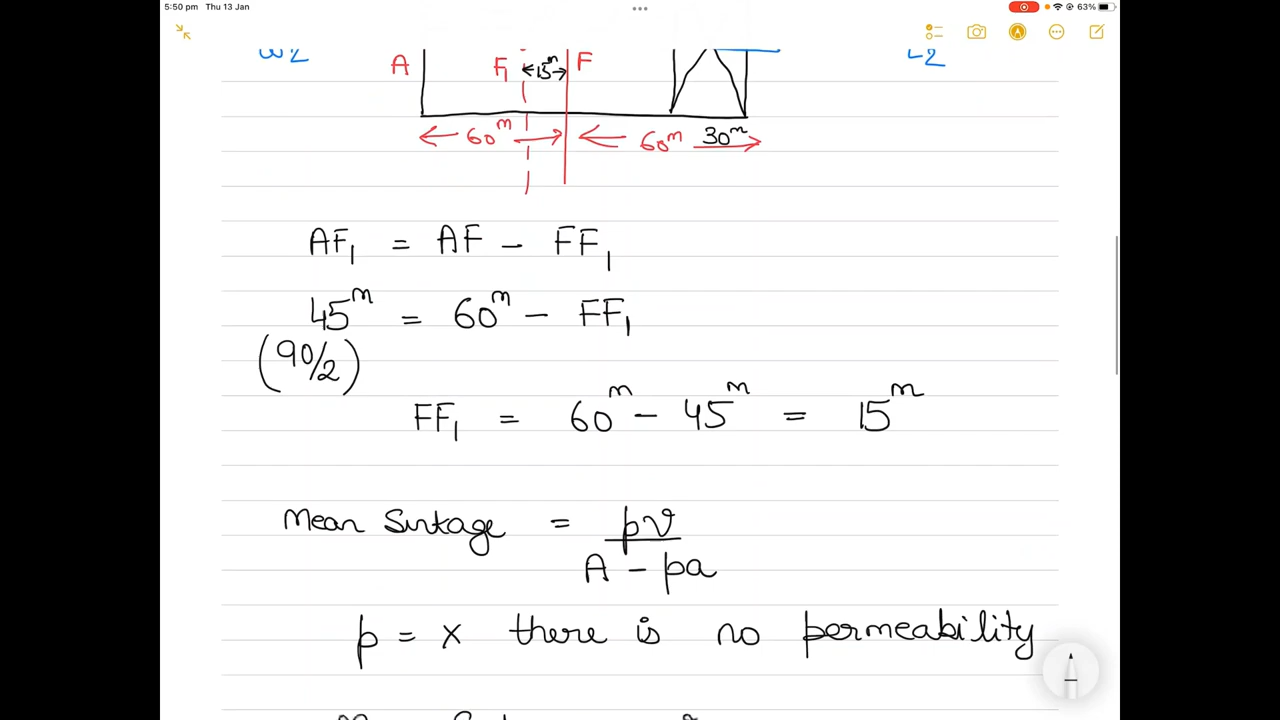 5:50 pm Thu 13 Jan
63%
A F₁ 15ᵐ F
60ᵐ 60ᵐ 30ᵐ
AF₁ = AF - FF₁
45ᵐ = 60ᵐ - FF₁
(90/2)
FF₁ = 60ᵐ - 45ᵐ = 15ᵐ
Mean Sinkage = pv
A - pa
p = x there is no permeability